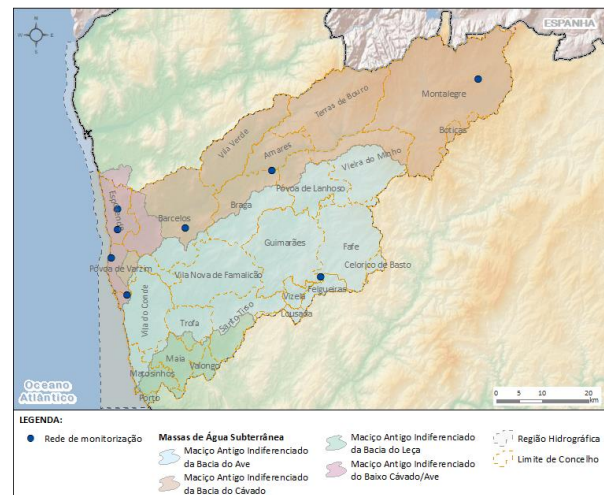 ESPANHA
Montalegre
Terras de Bouro
Botiças
Vila Verde
Amares
Vieira do Minho
Póvoa de Lanhoso
Braga
Barcelos
Esposende
Guimarães
Fafe
Póvoa de Varzim
Vila Nova de Famalicão
Celorico de Basto
Felgueiras
Vizela
Vila do Conde
Lousada
Santo Tirso
Trofa
Maia
Valongo
Matosinhos
Porto
Oceano
Atlântico
0 5 10 20
km
LEGENDA:
Rede de monitorização
Massas de Água Subterrânea
Maciço Antigo Indiferenciado
da Bacia do Ave
Maciço Antigo Indiferenciado
da Bacia do Cávado
Maciço Antigo Indiferenciado
da Bacia do Leça
Maciço Antigo Indiferenciado
do Baixo Cávado/Ave
Região Hidrográfica
Limite de Concelho